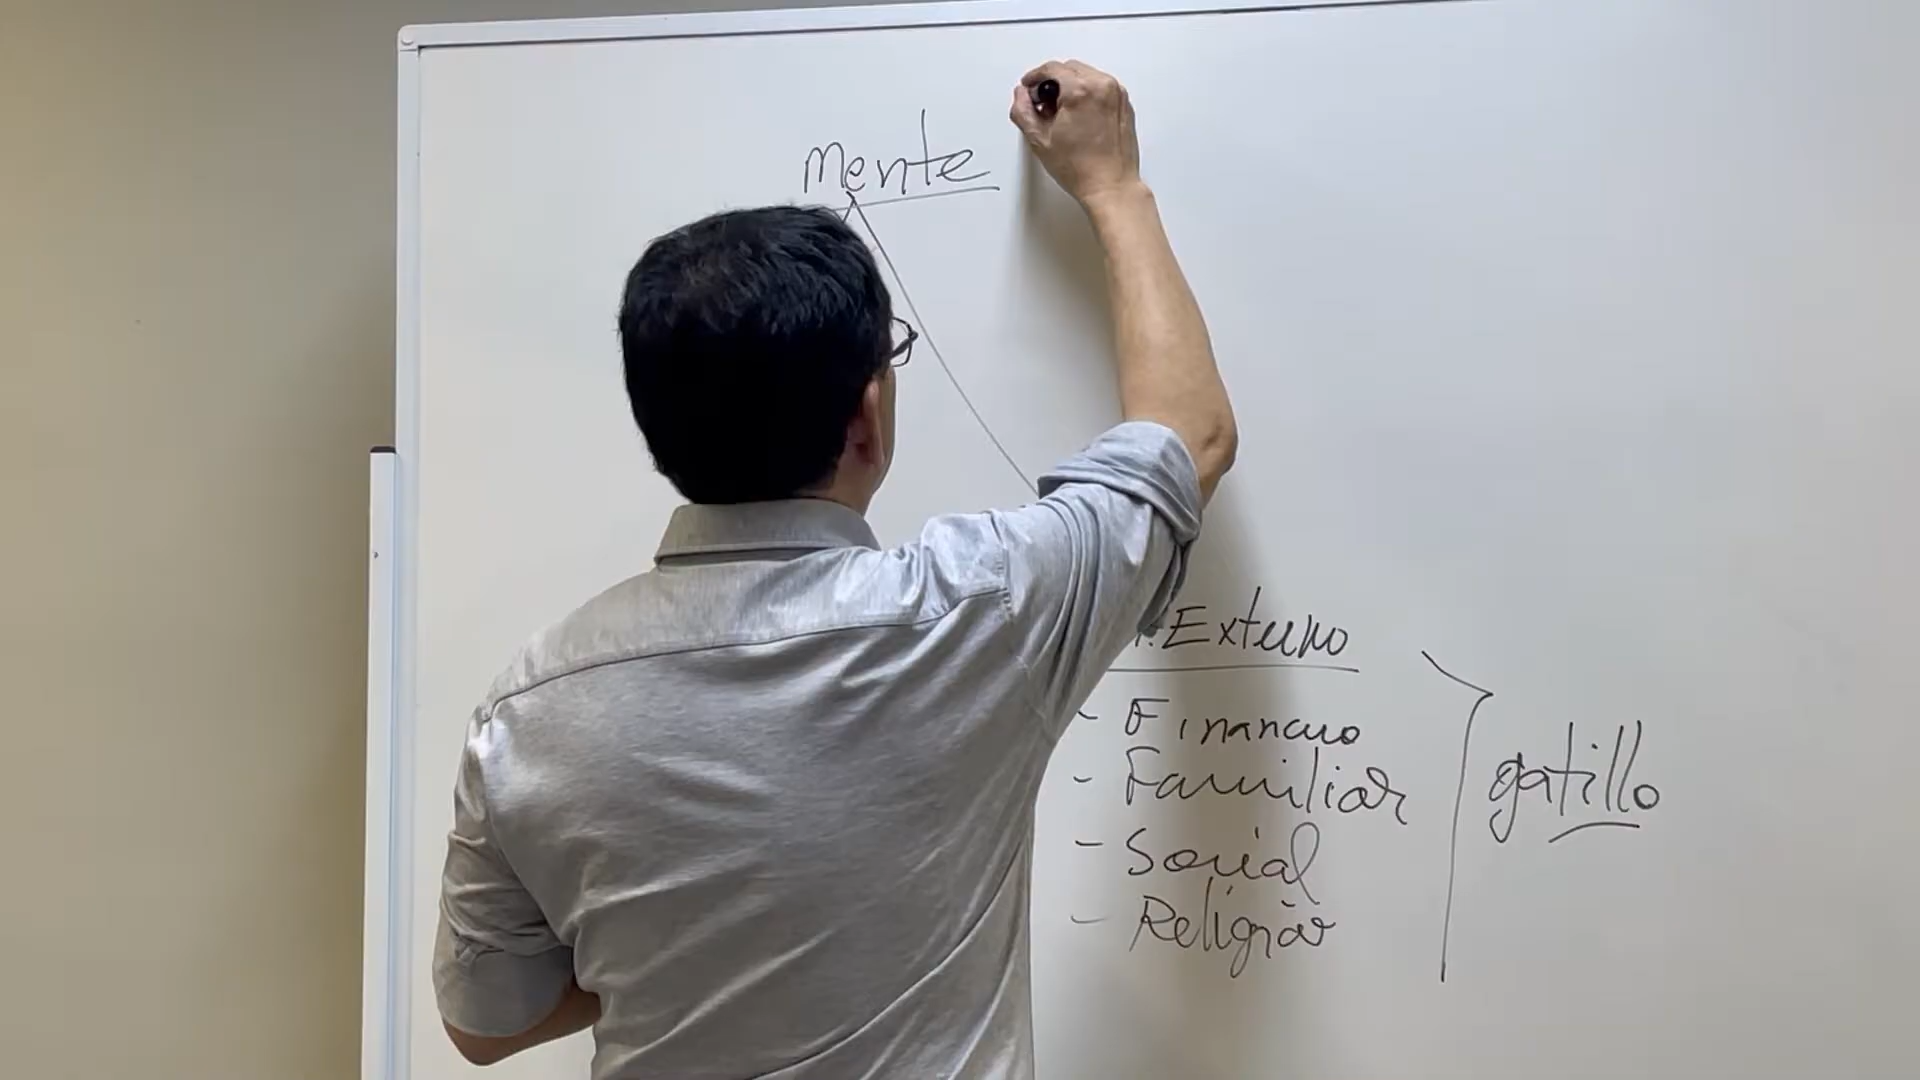 Mente
Externo
- Financiero
- Familiar
- Social
- Religión
gatillo